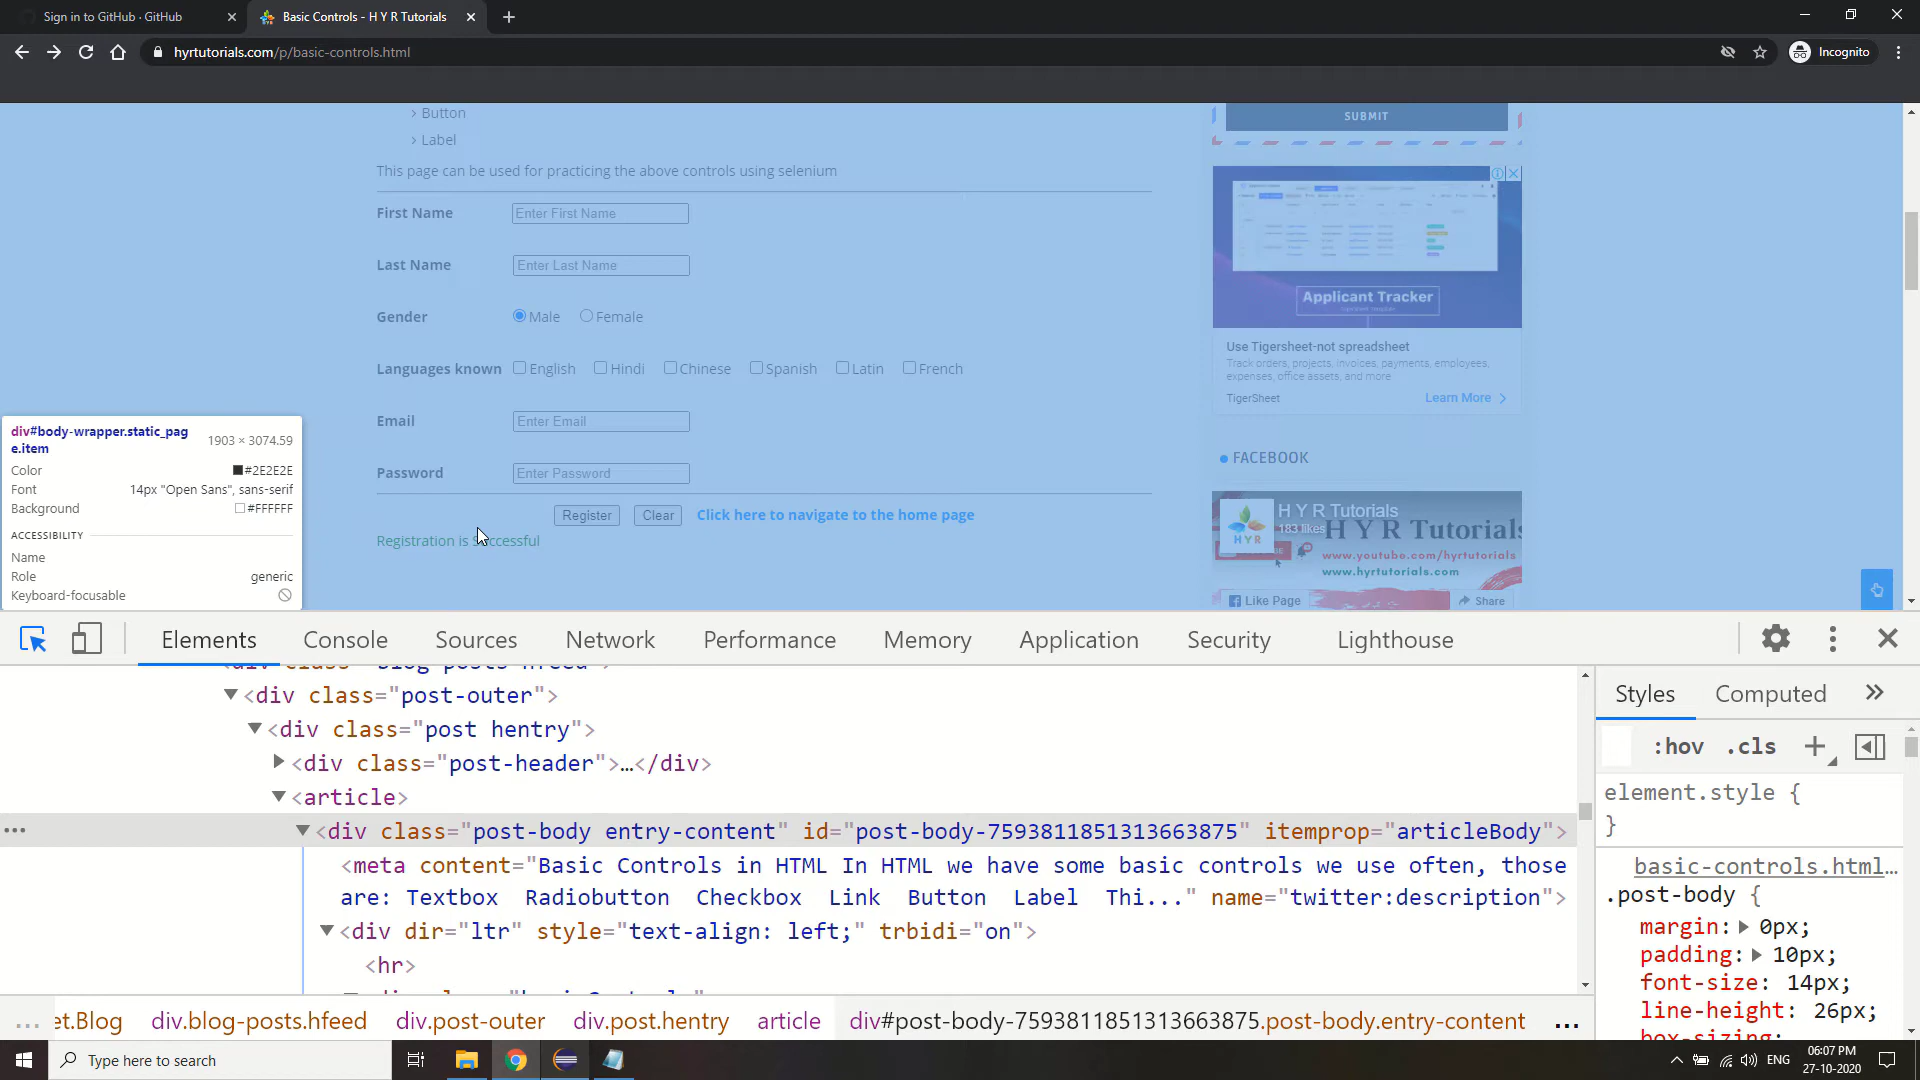 Sign in to GitHub · GitHub
Basic Controls - H Y R Tutorials
hyrtutorials.com/p/basic-controls.html
Incognito
Button
Label
This page can be used for practicing the above controls using selenium
First Name Enter First Name
Last Name Enter Last Name
Gender Male Female
Languages known English Hindi Chinese Spanish Latin French
Email Enter Email
Password Enter Password
Register Clear Click here to navigate to the home page
Registration is Successful
SUBMIT
Applicant Tracker
Use Tigersheet-not spreadsheet
Track orders, projects, invoices, payments, employees,
expenses, office assets, and more
TigerSheet Learn More
FACEBOOK
H Y R Tutorials
183 likes
H Y R Tutorials
HYR
www.youtube.com/hyrtutorials
www.hyrtutorials.com
Like Page Share
div#body-wrapper.static_pag
e.item
1903 × 3074.59
Color #2E2E2E
Font 14px "Open Sans", sans-serif
Background #FFFFFF
ACCESSIBILITY
Name
Role generic
Keyboard-focusable
Elements Console Sources Network Performance Memory Application Security Lighthouse
<div class="post-outer">
<div class="post hentry">
<div class="post-header">…</div>
<article>
<div class="post-body entry-content" id="post-body-7593811851313663875" itemprop="articleBody">
<meta content="Basic Controls in HTML In HTML we have some basic controls we use often, those
are: Textbox Radiobutton Checkbox Link Button Label Thi..." name="twitter:description">
<div dir="ltr" style="text-align: left;" trbidi="on">
<hr>
... et.Blog div.blog-posts.hfeed div.post-outer div.post.hentry article div#post-body-7593811851313663875.post-body.entry-content ...
Styles Computed »
:hov .cls +
element.style {
}
basic-controls.html…
.post-body {
margin: 0px;
padding: 10px;
font-size: 14px;
line-height: 26px;
Type here to search
ENG
06:07 PM
27-10-2020